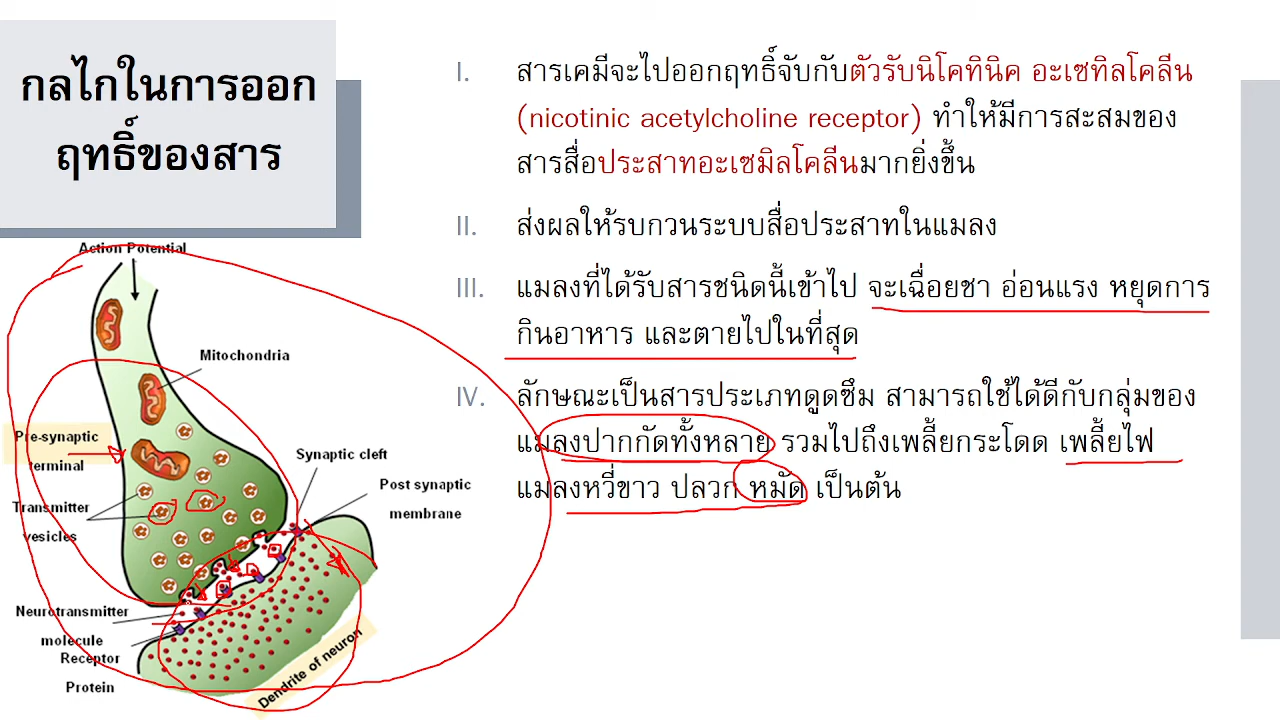 กลไกในการออก
ฤทธิ์ของสาร
I. สารเคมีจะไปออกฤทธิ์จับกับตัวรับนิโคทินิค อะเซทิลโคลีน
(nicotinic acetylcholine receptor) ทำให้มีการสะสมของ
สารสื่อประสาทอะเซมิลโคลีนมากยิ่งขึ้น
II. ส่งผลให้รบกวนระบบสื่อประสาทในแมลง
III. แมลงที่ได้รับสารชนิดนี้เข้าไป จะเฉื่อยชา อ่อนแรง หยุดการ
กินอาหาร และตายไปในที่สุด
IV. ลักษณะเป็นสารประเภทดูดซึม สามารถใช้ได้ดีกับกลุ่มของ
แมลงปากกัดทั้งหลาย รวมไปถึงเพลี้ยกระโดด เพลี้ยไฟ
แมลงหวี่ขาว ปลวก หมัด เป็นต้น
Action Potential
Mitochondria
Pre-synaptic
terminal
Synaptic cleft
Post synaptic
membrane
Transmitter
vesicles
Neurotransmitter
molecule
Receptor
Protein
Dendrite of neuron